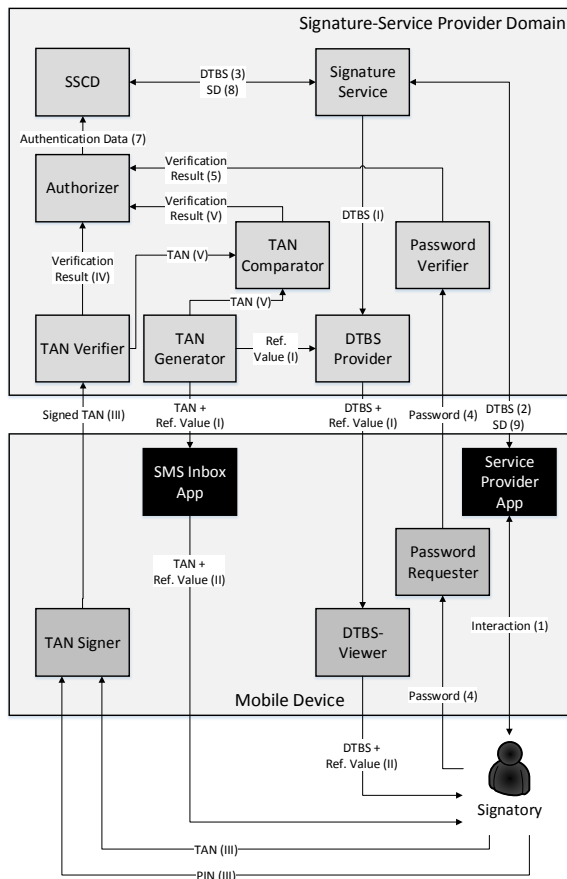 Signature-Service Provider Domain
SSCD
DTBS (3)
SD (8)
Signature
Service
Authentication Data (7)
Authorizer
Verification
Result (5)
Verification
Result (V)
DTBS (I)
Verification
Result (IV)
TAN (V)
TAN
Comparator
Password
Verifier
TAN (V)
TAN Verifier
TAN
Generator
Ref.
Value (I)
DTBS
Provider
Signed TAN (III)
TAN +
Ref. Value (I)
DTBS +
Ref. Value (I)
Password (4)
DTBS (2)
SD (9)
SMS Inbox
App
Service
Provider
App
TAN +
Ref. Value (II)
Password
Requester
TAN Signer
DTBS-
Viewer
Interaction (1)
Password (4)
Mobile Device
DTBS +
Ref. Value (II)
Signatory
TAN (III)
PIN (III)